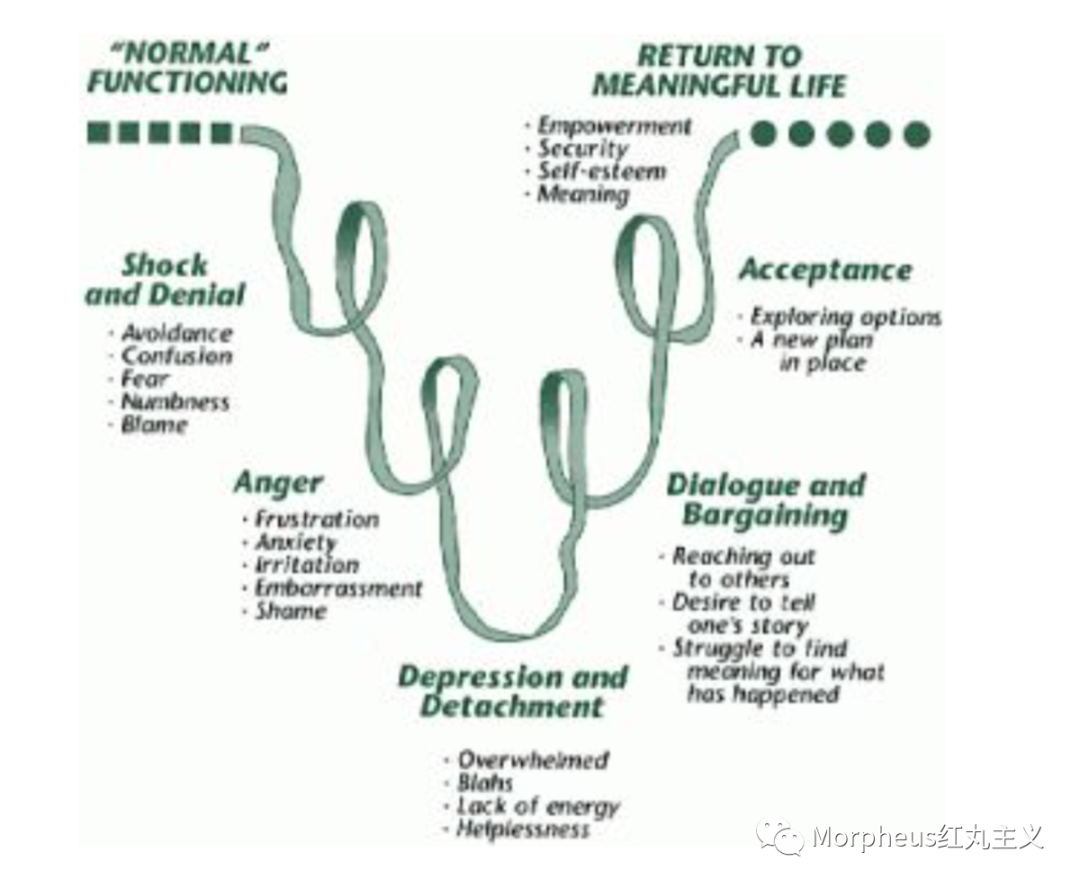 "NORMAL"
FUNCTIONING
RETURN TO
MEANINGFUL LIFE
· Empowerment
· Security
· Self-esteem
· Meaning
Shock
and Denial
· Avoidance
· Confusion
· Fear
· Numbness
· Blame
Acceptance
· Exploring options
· A new plan
in place
Anger
· Frustration
· Anxiety
· Irritation
· Embarrassment
· Shame
Dialogue and
Bargaining
· Reaching out
to others
· Desire to tell
one's story
· Struggle to find
meaning for what
has happened
Depression and
Detachment
· Overwhelmed
· Blahs
· Lack of energy
· Helplessness
Morpheus红丸主义